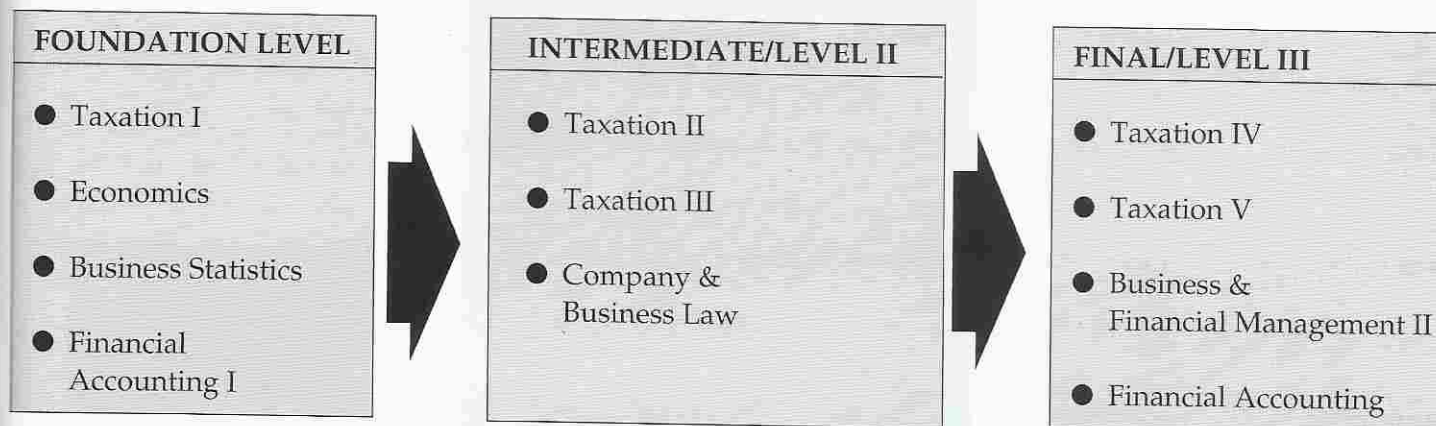 FOUNDATION LEVEL
● Taxation I
● Economics
● Business Statistics
● Financial
Accounting I
INTERMEDIATE/LEVEL II
● Taxation II
● Taxation III
● Company &
Business Law
FINAL/LEVEL III
● Taxation IV
● Taxation V
● Business &
Financial Management II
● Financial Accounting